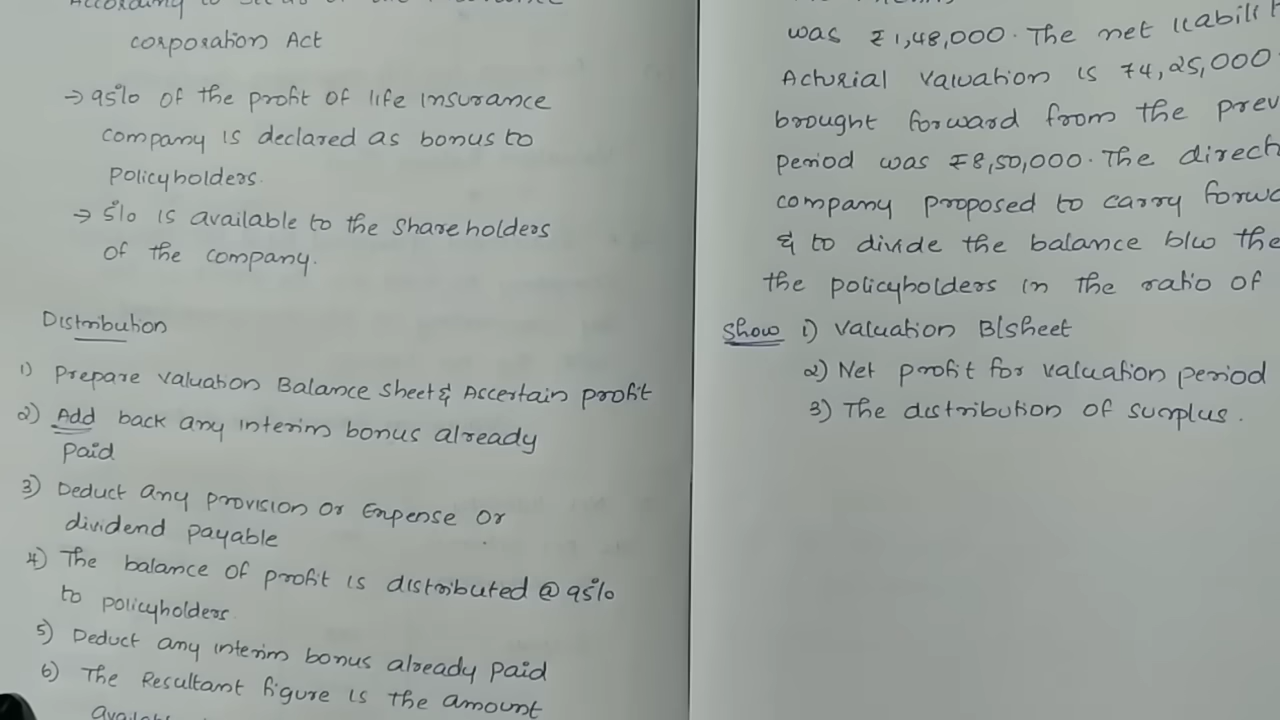 corporation Act
→ 95% of the profit of life insurance
company is declared as bonus to
policyholders.
→ 5% is available to the shareholders
of the company.
Distribution
1) Prepare Valuation Balance sheet & Ascertain profit
2) Add back any interim bonus already
paid
3) Deduct any provision or Expense or
dividend payable
4) The balance of profit is distributed @ 95%
to policyholders
5) Deduct any interim bonus already paid
6) The Resultant figure is the amount
was ₹1,48,000. The net
Acturial Valuation is ₹4,25,000
brought forward from the prev
period was ₹8,50,000. The
company proposed to carry
& to divide the balance b/w the
the policyholders in the ratio of
Show 1) Valuation B/sheet
2) Net profit for valuation period
3) The distribution of surplus.